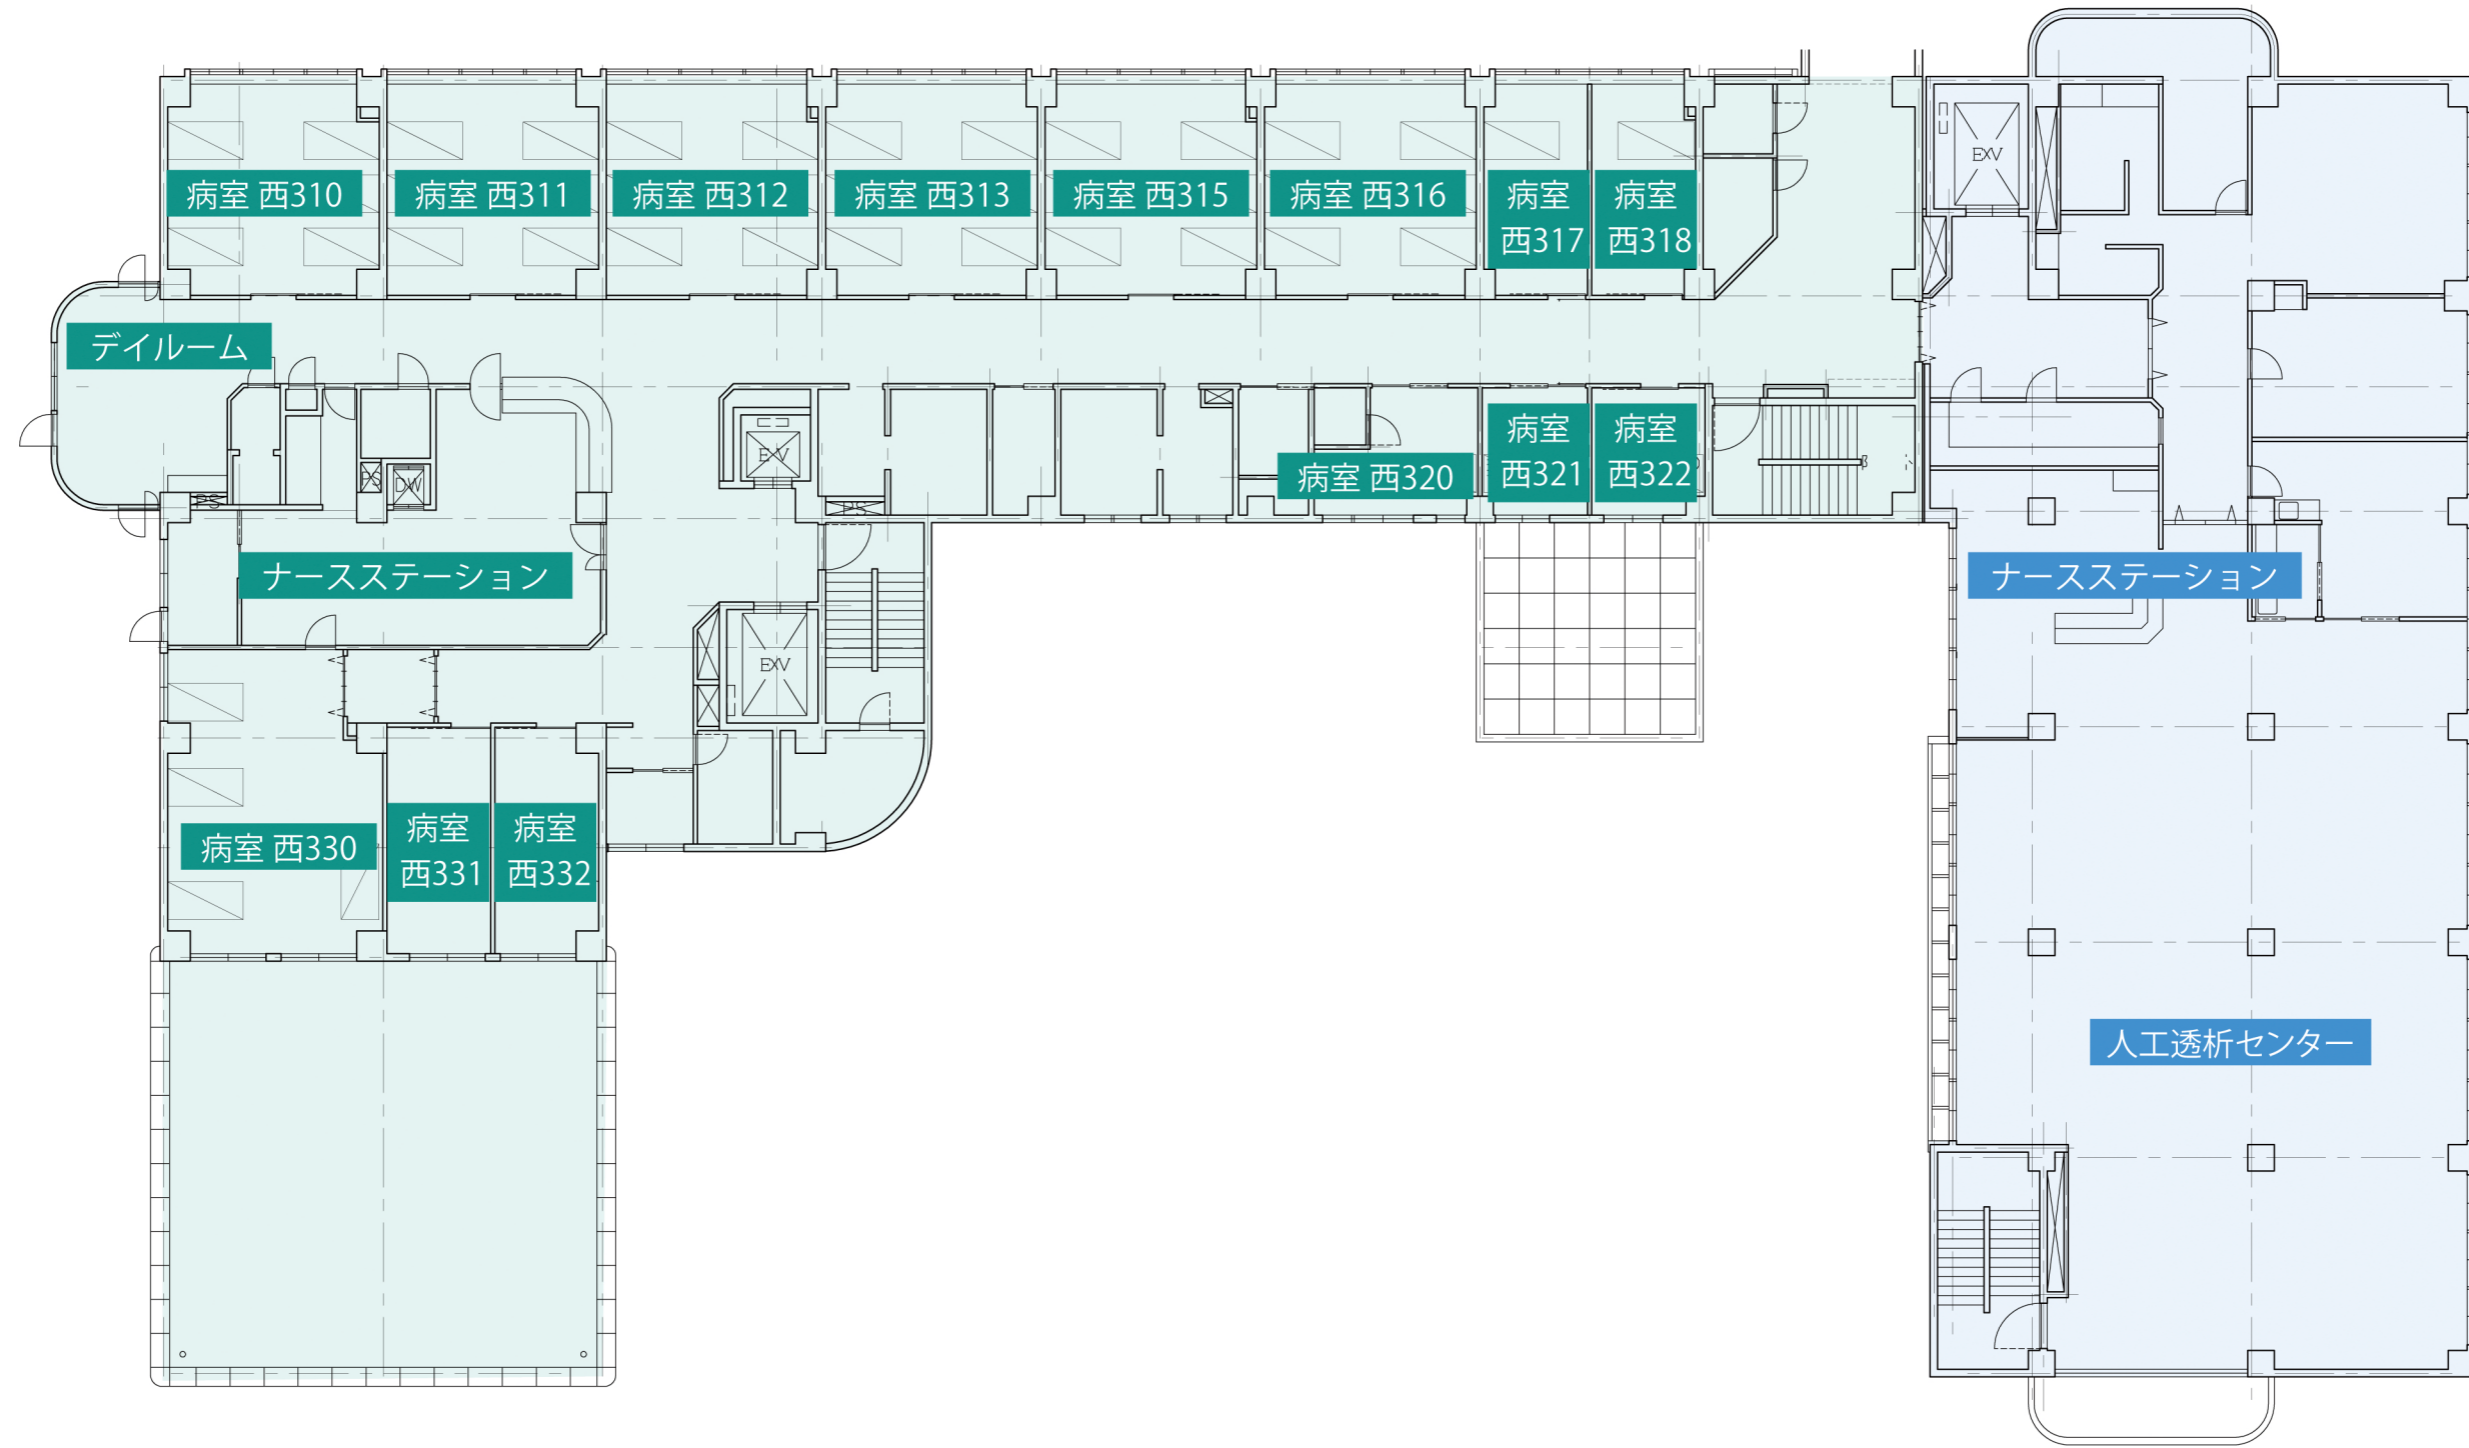 病室 西310
病室 西311
病室 西312
病室 西313
病室 西315
病室 西316
病室
西317
病室
西318
EXV
デイルーム
EXV
病室
西321
病室
西322
病室 西320
PS
DW
PS
PS
ナースステーション
ナースステーション
EXV
病室 西330
病室
西331
病室
西332
人工透析センター